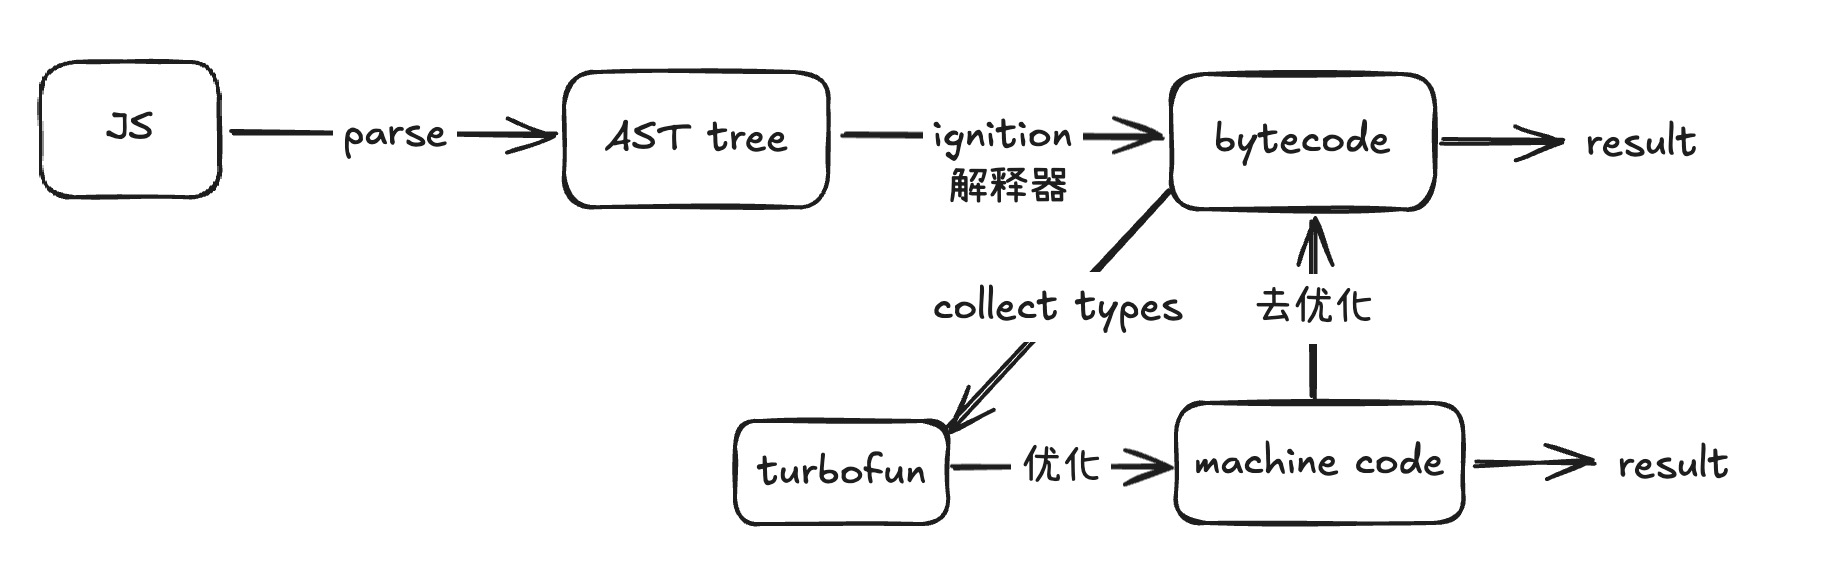 JS
parse
AST tree
ignition
解释器
bytecode
result
collect types
去优化
turbofun
优化
machine code
result